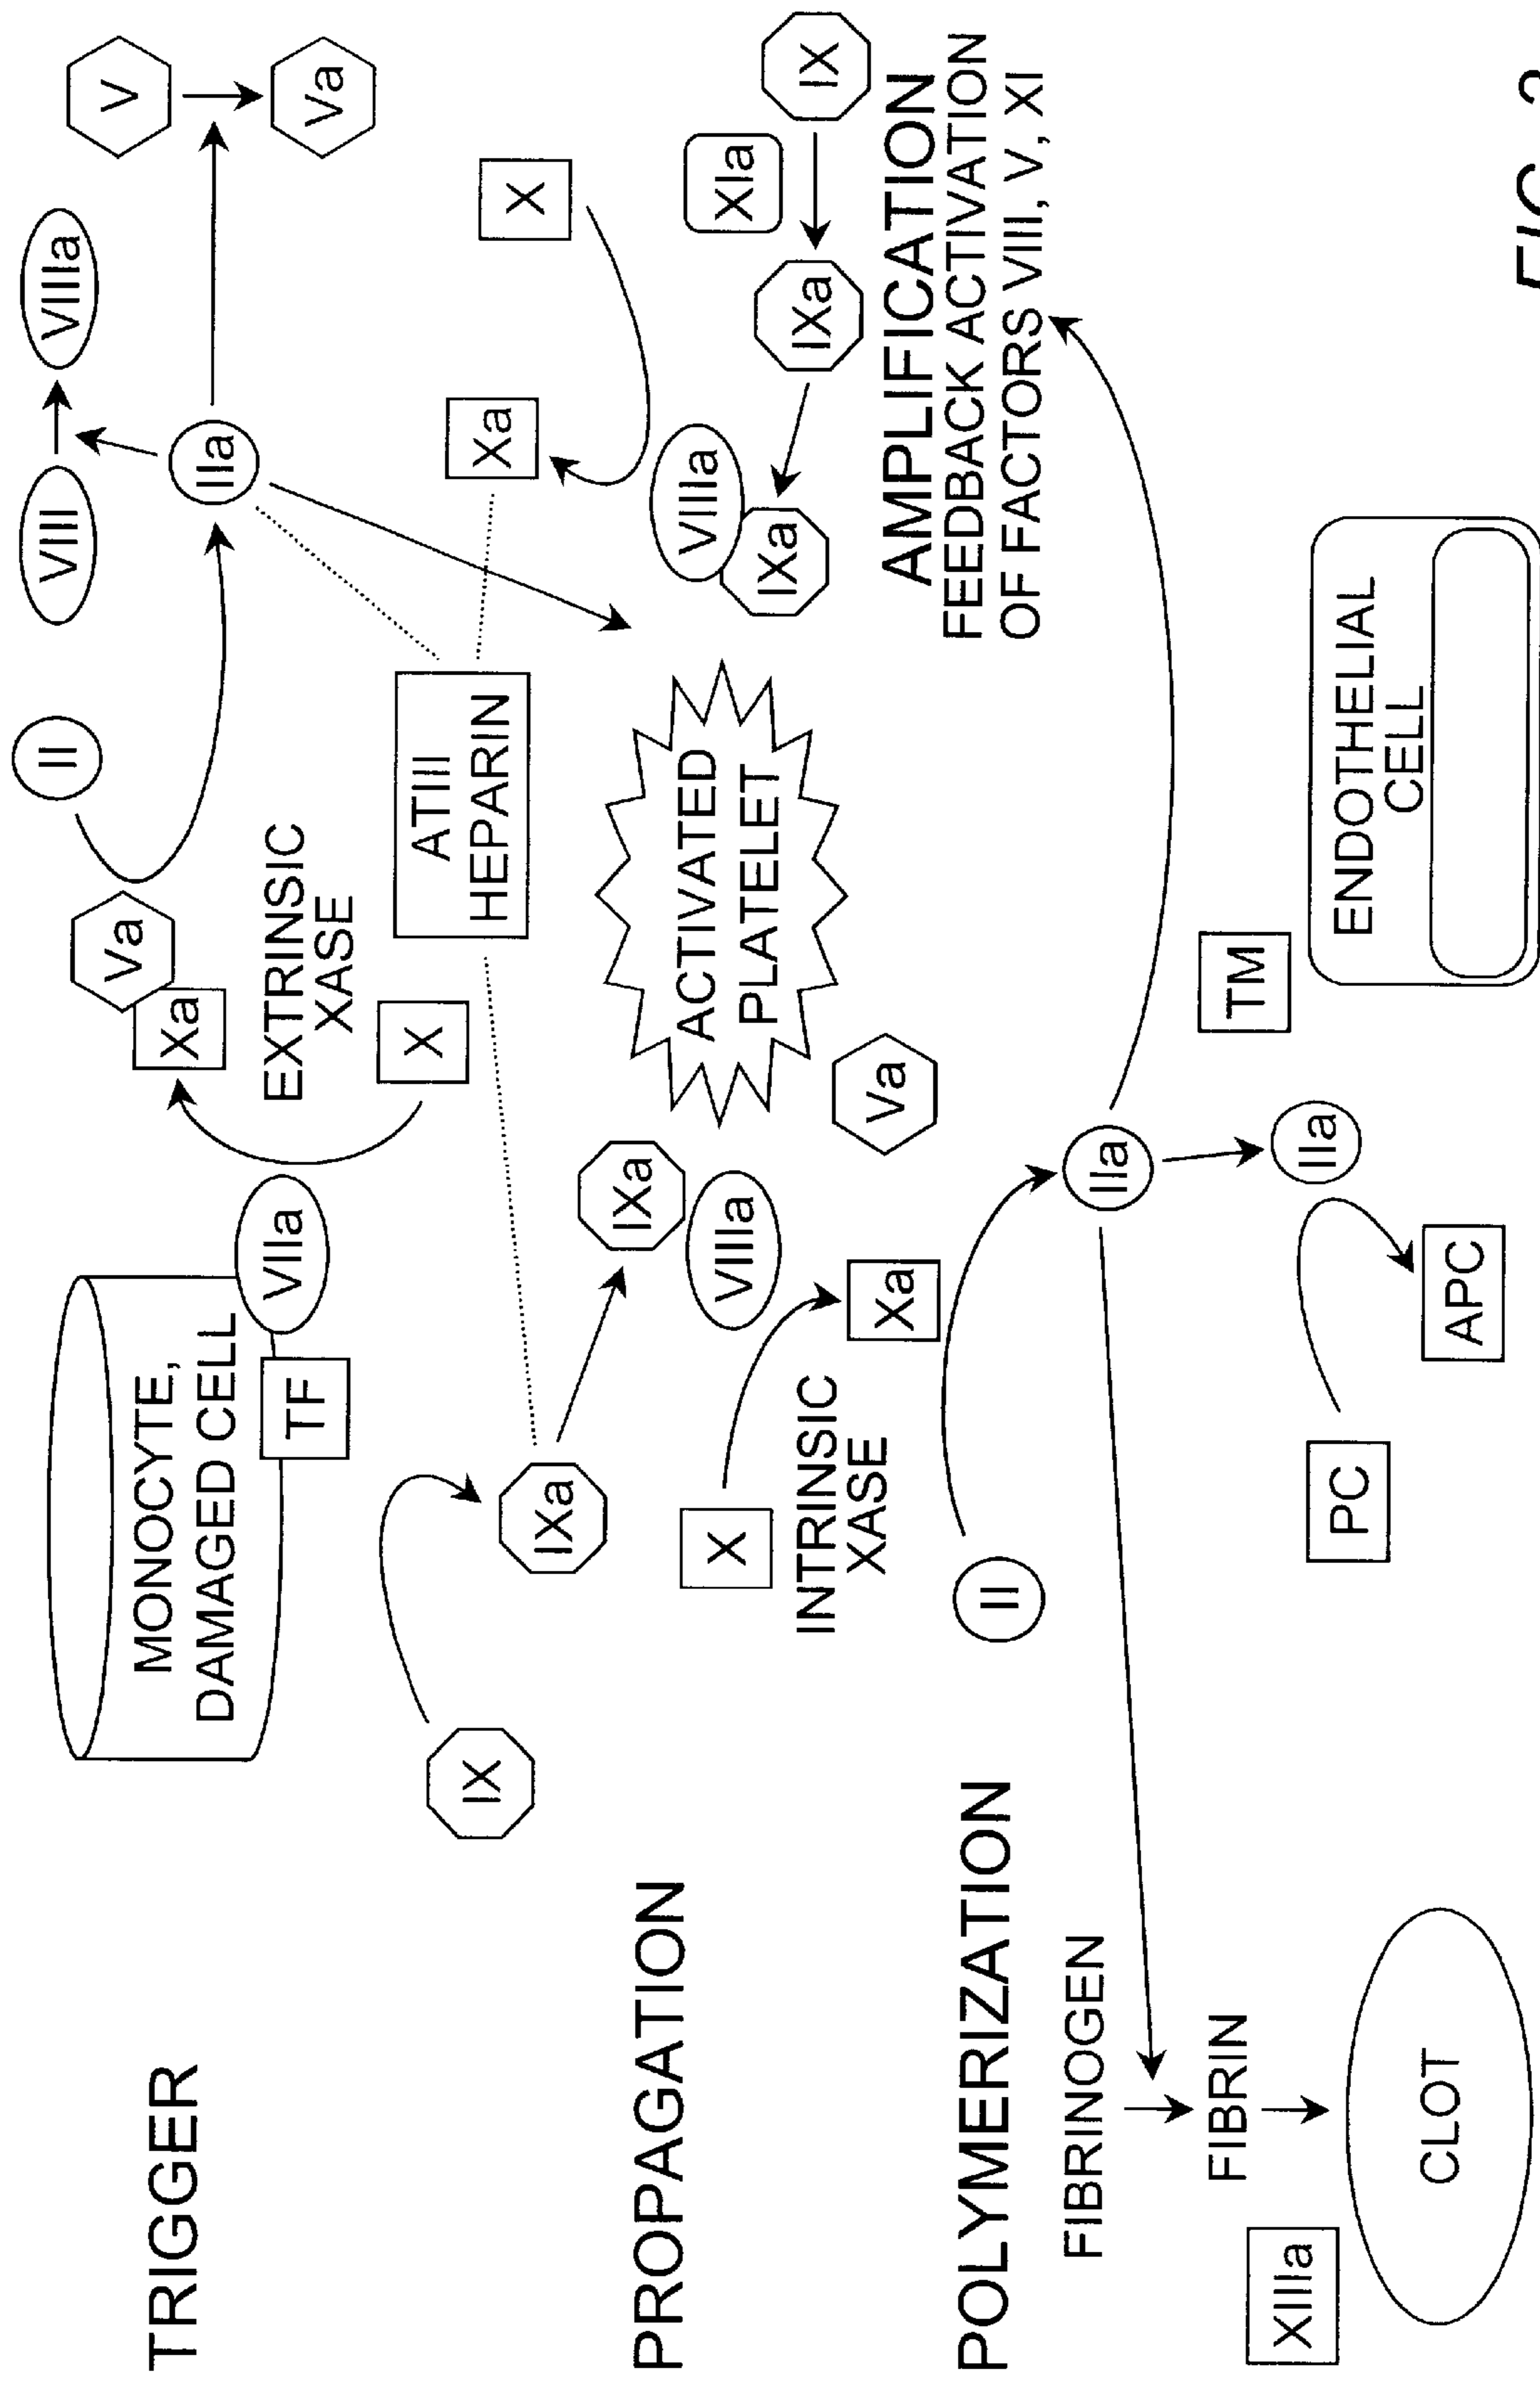 TRIGGER
MONOCYTE,
DAMAGED CELL
TF
VIIa
IX
IXa
EXTRINSIC
XASE
X
Xa
Va
II
IIa
VIII
VIIIa
V
Va
ATIII
HEPARIN
Xa
X
PROPAGATION
IXa
VIIIa
X
Xa
INTRINSIC
XASE
ACTIVATED
PLATELET
Va
VIIIa
IXa
IXa
XIa
IX
AMPLIFICATION
FEEDBACK ACTIVATION
OF FACTORS VIII, V, XI
POLYMERIZATION
II
IIa
FIBRINOGEN
FIBRIN
XIIIa
CLOT
PC
APC
IIa
TM
ENDOTHELIAL
CELL